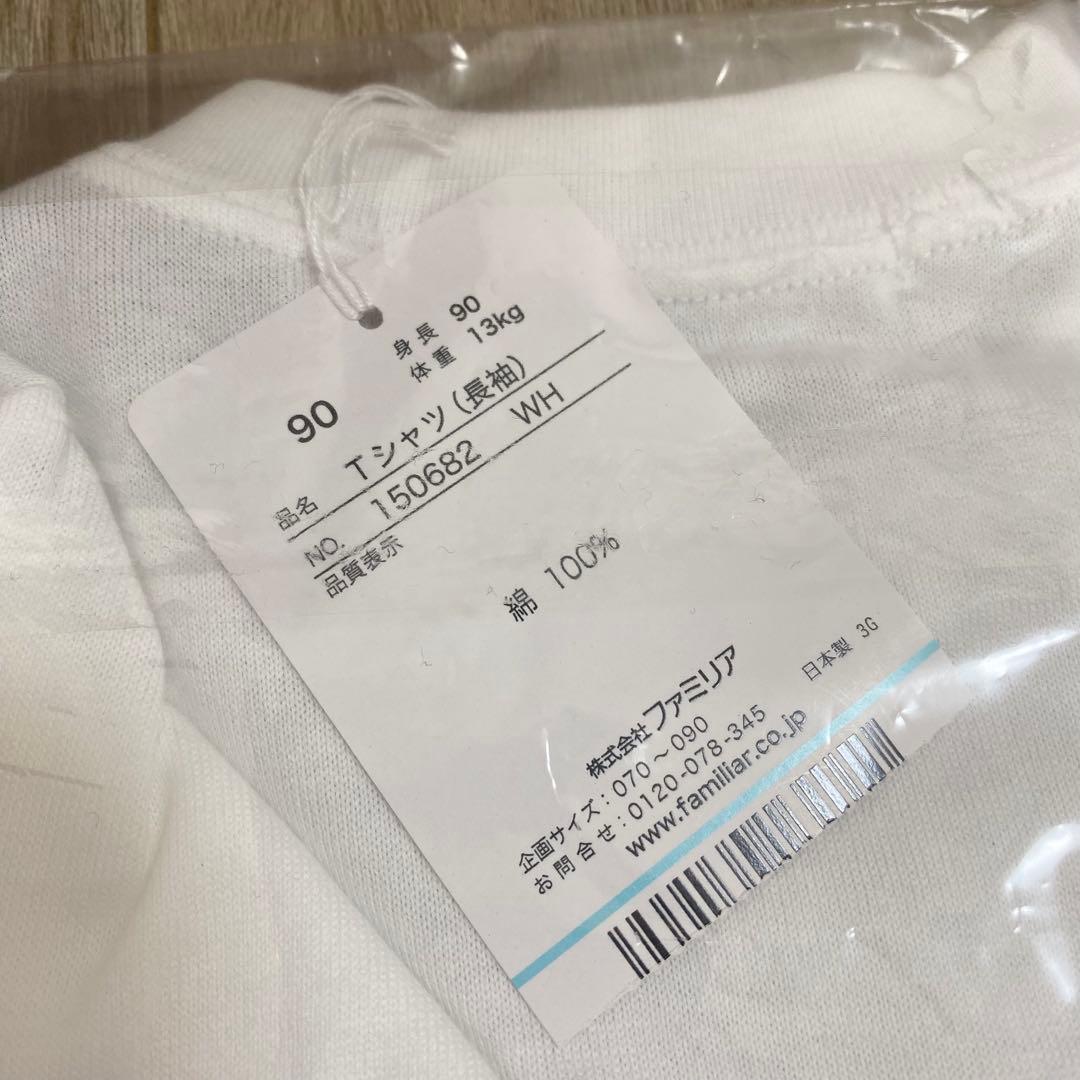 身長 90
体重 13kg
90
品名 Tシャツ(長袖)
NO. 150682 WH
品質表示
綿 100%
日本製 3G
株式会社ファミリア
企画サイズ:070〜090
お問合せ:0120-078-345
www.familiar.co.jp